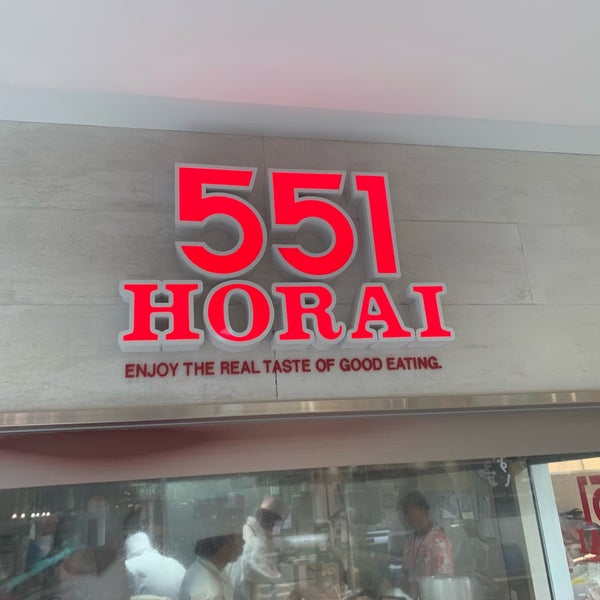 551
HORAI
ENJOY THE REAL TASTE OF GOOD EATING.